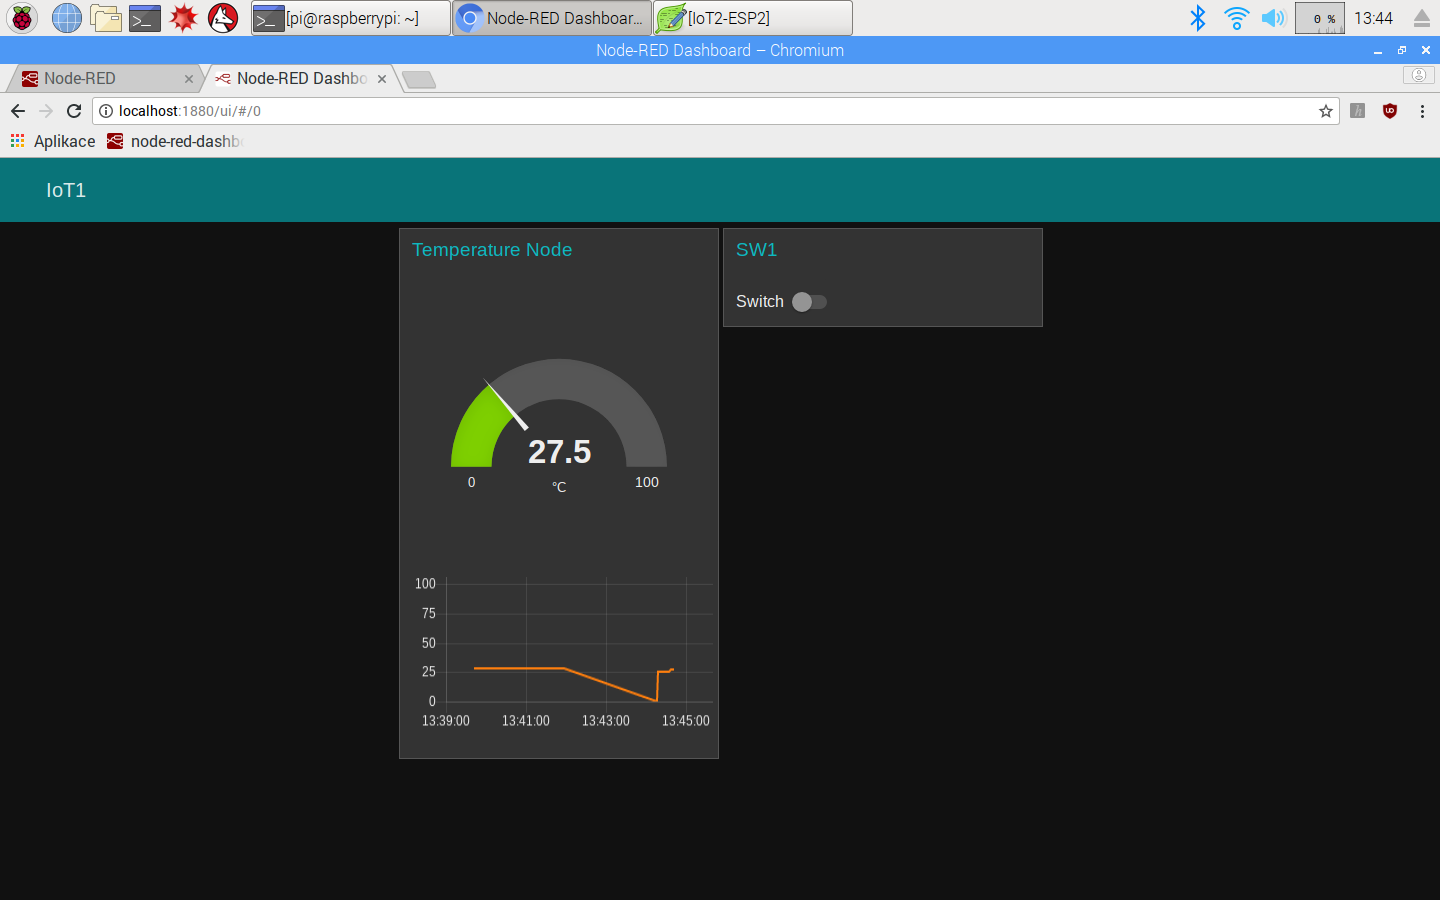 [pi@raspberrypi: ~] Node-RED Dashboar... [IoT2-ESP2] 0 % 13:44
Node-RED Dashboard – Chromium
Node-RED Node-RED Dashbo
localhost:1880/ui/#/0
Aplikace node-red-dashb
IoT1
Temperature Node
SW1
Switch
27.5
0 °C 100
100
75
50
25
0
13:39:00 13:41:00 13:43:00 13:45:00